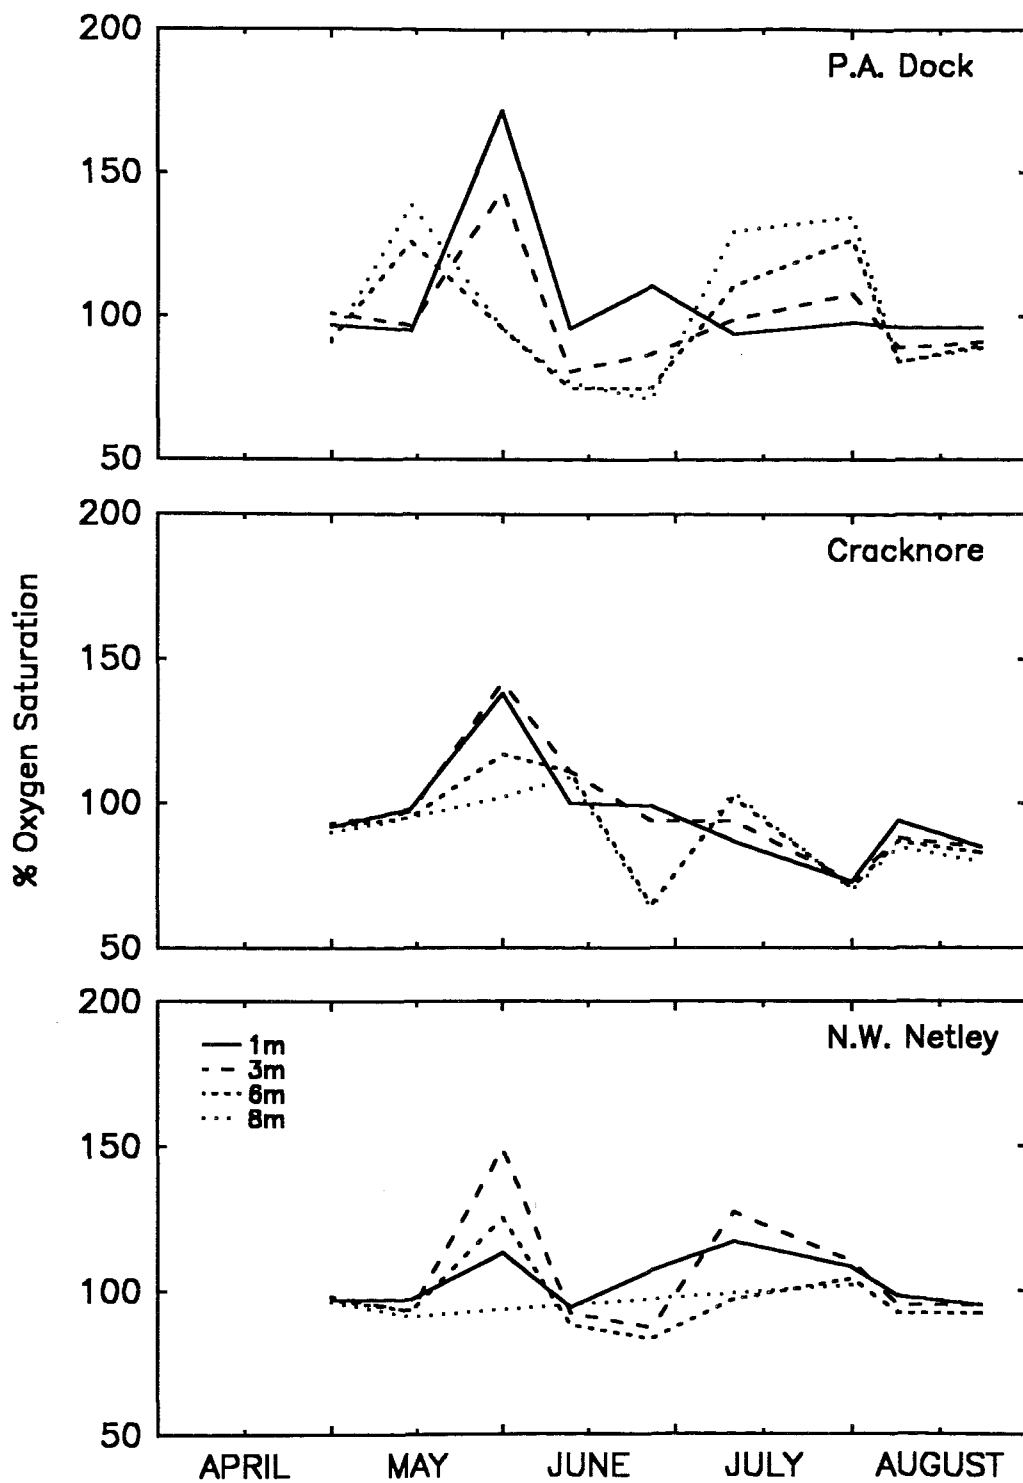 200
P.A. Dock
150
100
50
200
Cracknore
150
100
50
% Oxygen Saturation
200
N.W. Netley
1m
3m
6m
8m
150
100
50
APRIL MAY JUNE JULY AUGUST